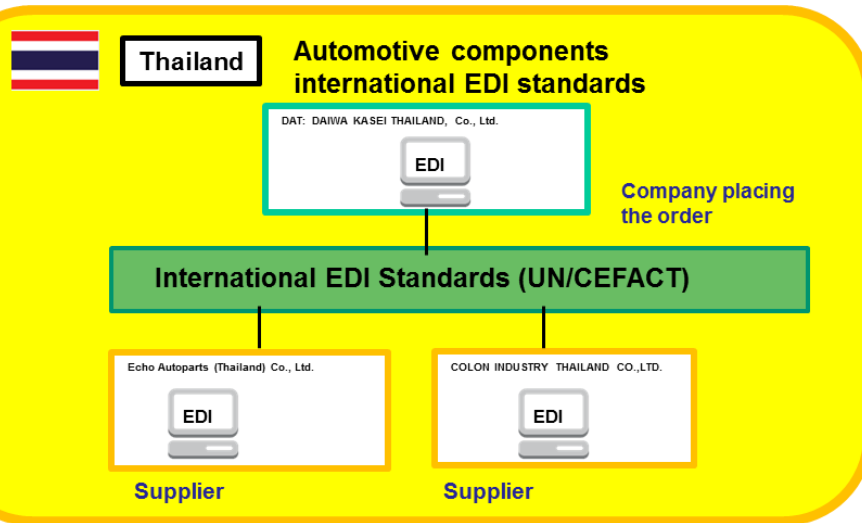 Thailand
Automotive components
international EDI standards
DAT: DAIWA KASEI THAILAND, Co., Ltd.
EDI
Company placing
the order
International EDI Standards (UN/CEFACT)
Echo Autoparts (Thailand) Co., Ltd.
EDI
Supplier
COLON INDUSTRY THAILAND CO.,LTD.
EDI
Supplier